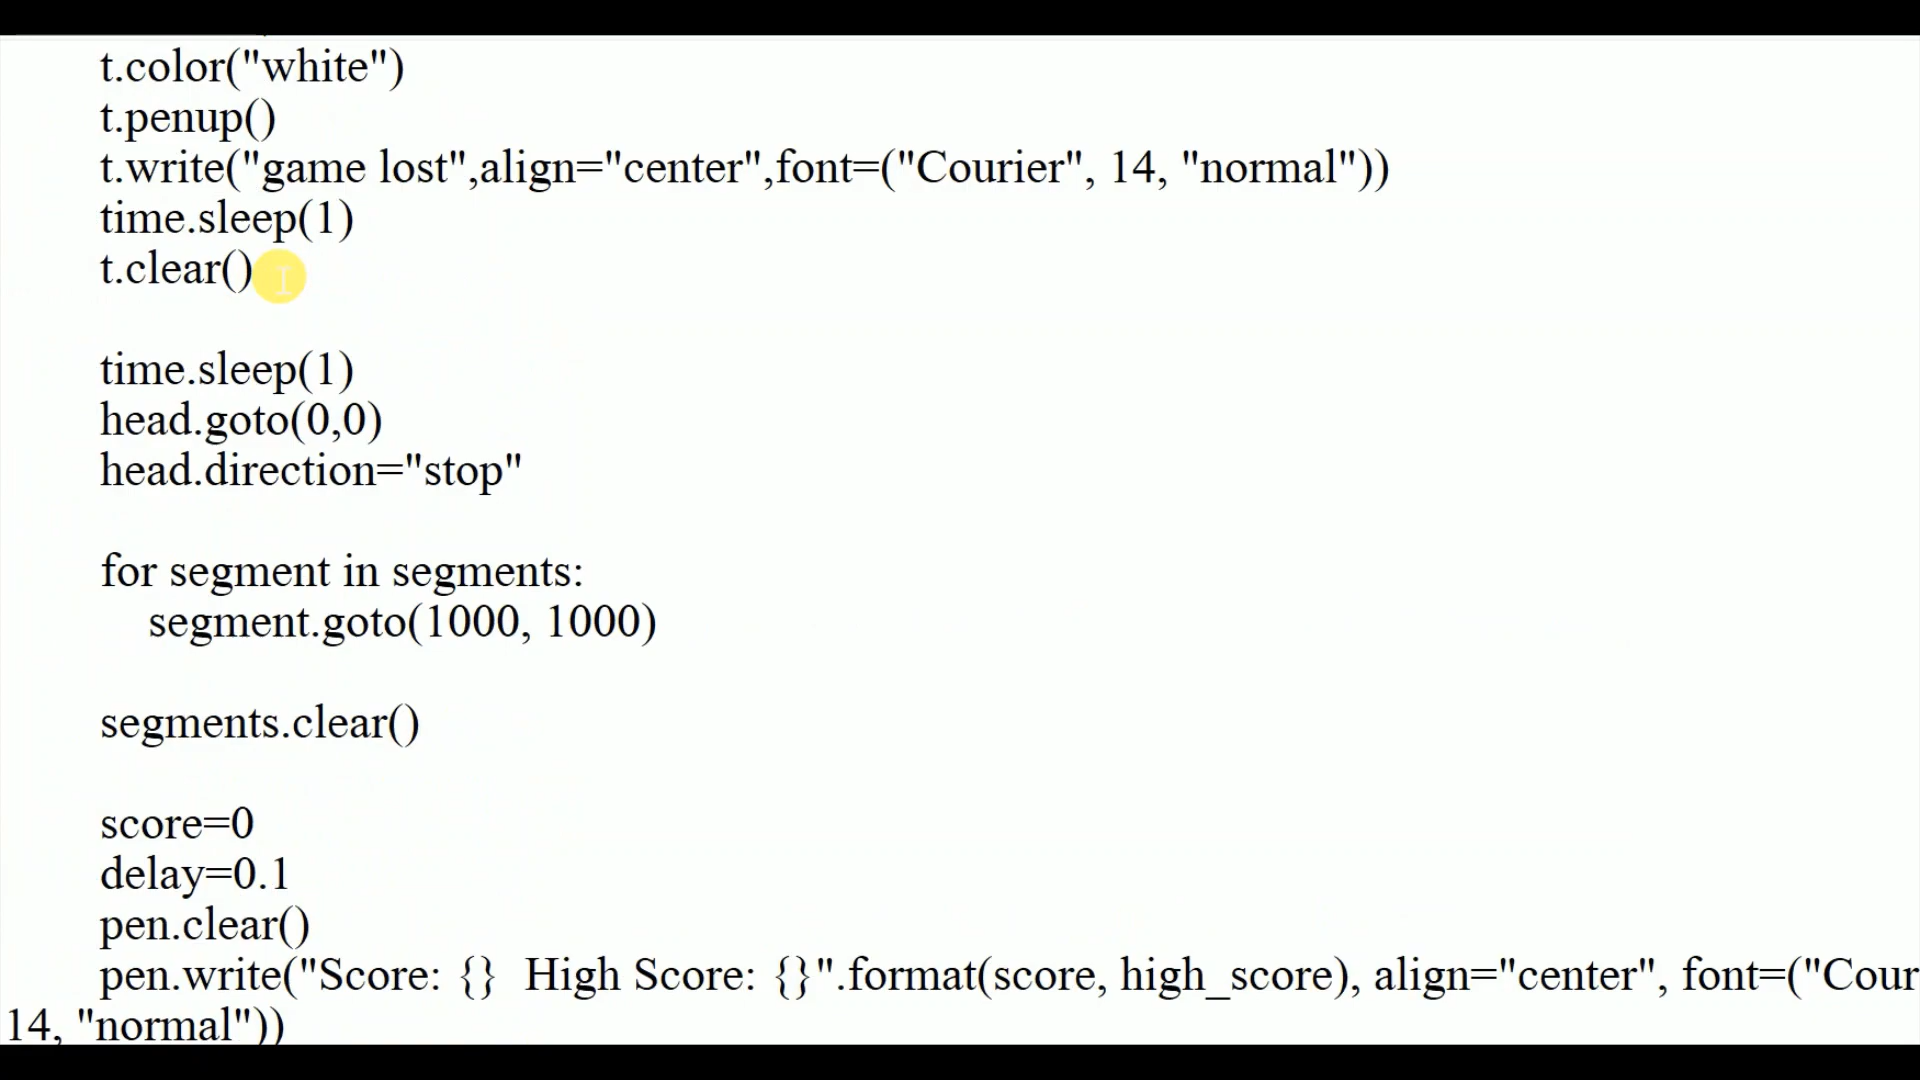 t.color("white")
t.penup()
t.write("game lost",align="center",font=("Courier", 14, "normal"))
time.sleep(1)
t.clear()
time.sleep(1)
head.goto(0,0)
head.direction="stop"
for segment in segments:
segment.goto(1000, 1000)
segments.clear()
score=0
delay=0.1
pen.clear()
pen.write("Score: {}  High Score: {}".format(score, high_score), align="center", font=("Cour
14, "normal"))